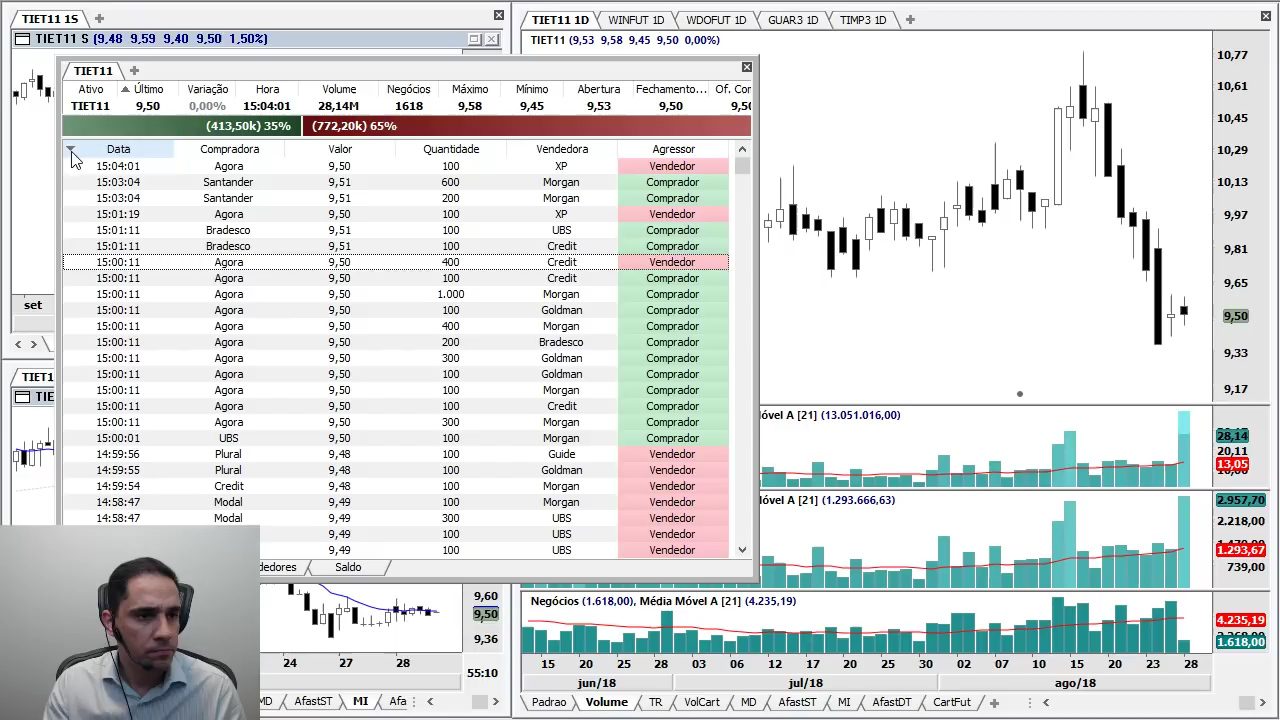 TIET11 1S
TIET11 S (9,48 9,59 9,40 9,50 1,50%)
TIET11
Ativo Último Variação Hora Volume Negócios Máximo Mínimo Abertura Fechamento... Of. Con
TIET11 9,50 0,00% 15:04:01 28,14M 1618 9,58 9,45 9,53 9,50 9,50
(413,50k) 35% (772,20k) 65%
Data Compradora Valor Quantidade Vendedora Agressor
15:04:01 Agora 9,50 100 XP Vendedor
15:03:04 Santander 9,51 600 Morgan Comprador
15:03:04 Santander 9,51 200 Morgan Comprador
15:01:19 Agora 9,50 100 XP Vendedor
15:01:11 Bradesco 9,51 100 UBS Comprador
15:01:11 Bradesco 9,51 100 Credit Comprador
15:00:11 Agora 9,50 400 Credit Vendedor
15:00:11 Agora 9,50 100 Credit Comprador
15:00:11 Agora 9,50 1.000 Morgan Comprador
15:00:11 Agora 9,50 100 Goldman Comprador
15:00:11 Agora 9,50 400 Morgan Comprador
15:00:11 Agora 9,50 200 Bradesco Comprador
15:00:11 Agora 9,50 300 Goldman Comprador
15:00:11 Agora 9,50 100 Goldman Comprador
15:00:11 Agora 9,50 100 Morgan Comprador
15:00:11 Agora 9,50 100 Credit Comprador
15:00:11 Agora 9,50 300 Morgan Comprador
15:00:01 UBS 9,50 100 Morgan Comprador
14:59:56 Plural 9,48 100 Guide Vendedor
14:59:55 Plural 9,48 100 Goldman Vendedor
14:59:54 Credit 9,49 100 Morgan Vendedor
14:58:47 Modal 9,49 100 Morgan Vendedor
14:58:47 Modal 9,49 300 UBS Vendedor
9,49 100 UBS Vendedor
9,49 100 UBS Vendedor
dedores Saldo
set
TIET1
TIE
9,60
9,50
9,36
24 27 28
55:10
MD AfastST MI Afa
TIET11 1D WINFUT 1D WDOFUT 1D GUAR3 1D TIMP3 1D
TIET11 (9,53 9,58 9,45 9,50 0,00%)
10,77
10,61
10,45
10,29
10,13
9,97
9,81
9,65
9,50
9,33
9,17
Móvel A [21] (13.051.016,00)
28,14
20,11
13,05
óvel A [21] (1.293.666,63)
2.957,70
2.218,00
1.293,67
739,00
Negócios (1.618,00), Média Móvel A [21] (4.235,19)
4.235,19
1.618,00
15 20 25 28 03 06 12 17 20 25 30 02 07 10 15 20 23 28
jun/18 jul/18 ago/18
Padrao Volume TR VolCart MD AfastST MI AfastDT CartFut